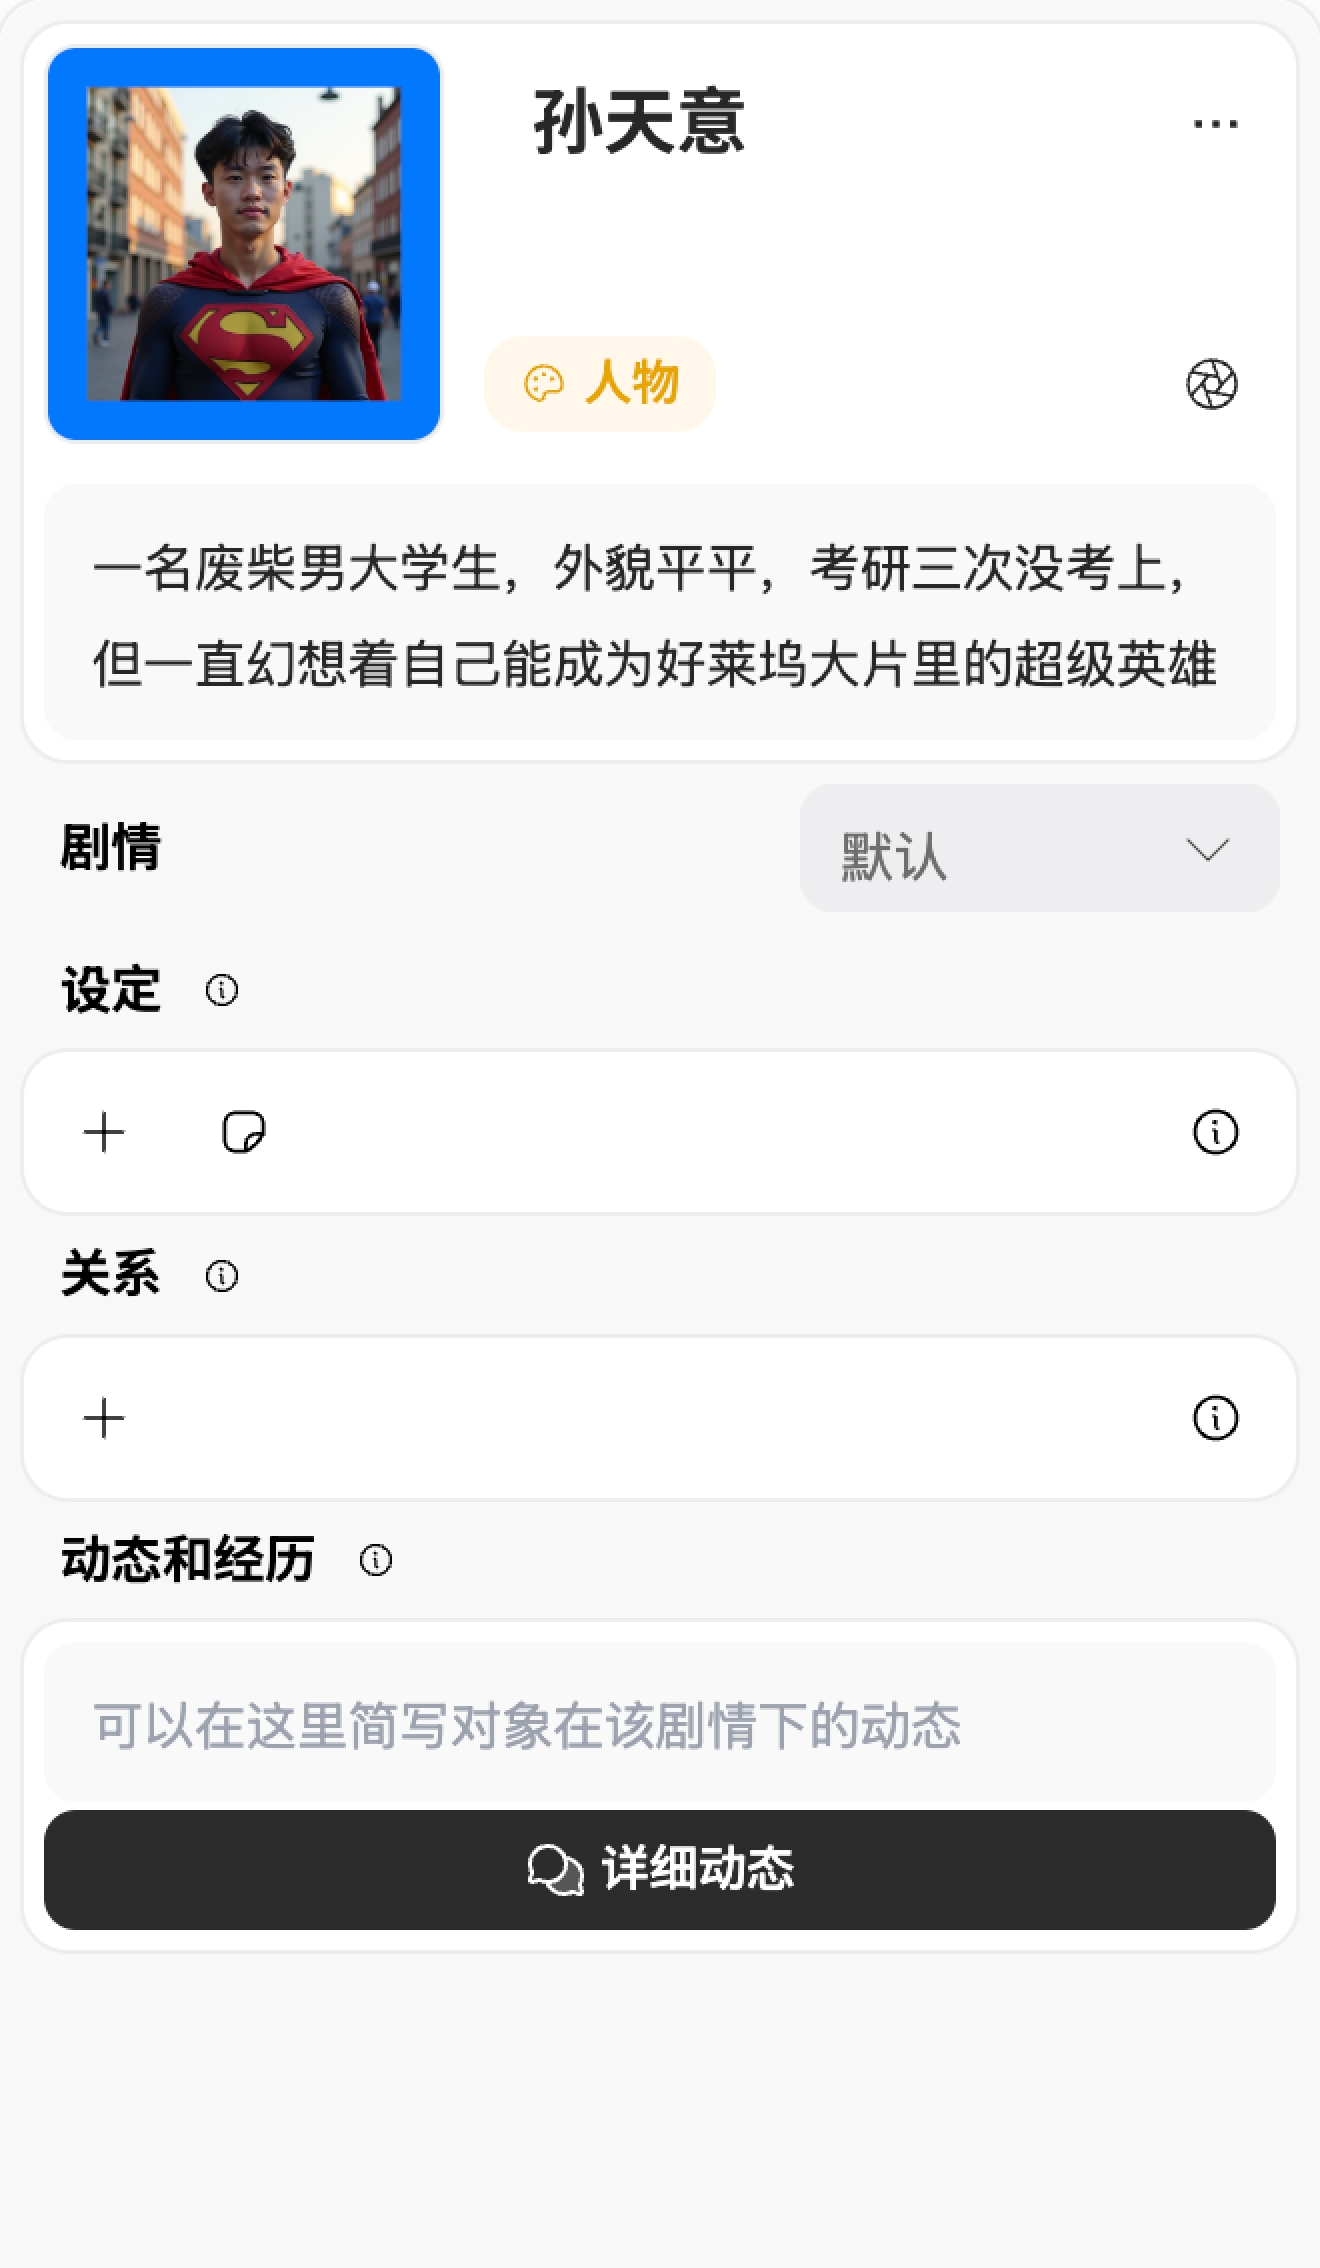 孙天意
人物
一名废柴男大学生，外貌平平，考研三次没考上，
但一直幻想着自己能成为好莱坞大片里的超级英雄
剧情
默认
设定
关系
动态和经历
可以在这里简写对象在该剧情下的动态
详细动态